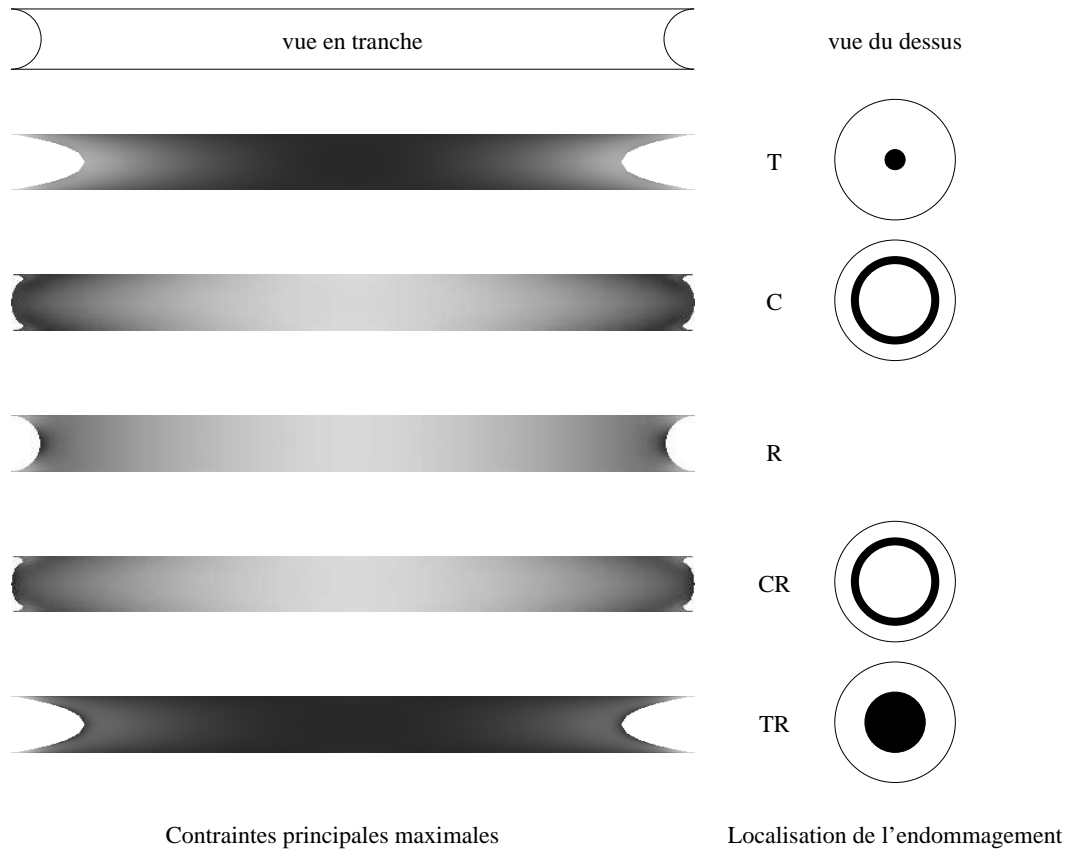 vue en tranche
vue du dessus
T
C
R
CR
TR
Contraintes principales maximales
Localisation de l'endommagement